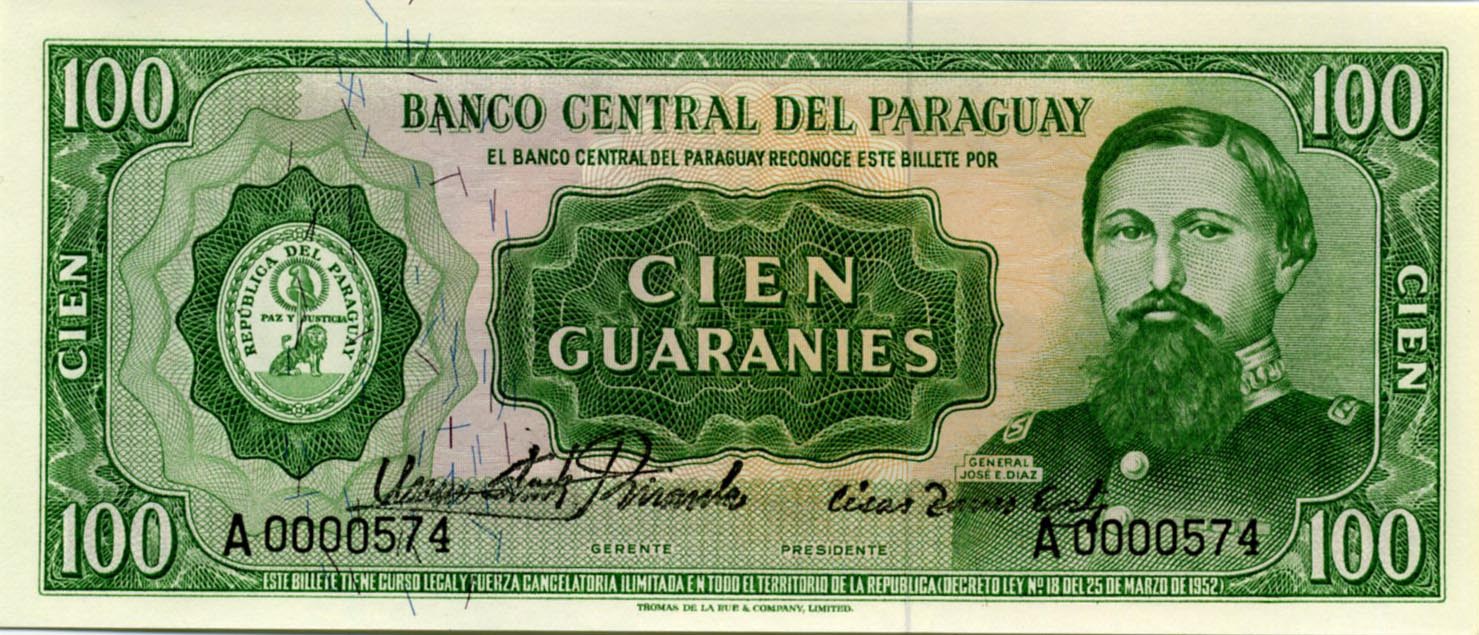 100
100
BANCO CENTRAL DEL PARAGUAY
EL BANCO CENTRAL DEL PARAGUAY RECONOCE ESTE BILLETE POR
REPÚBLICA DEL PARAGUAY
PAZ Y JUSTICIA
CIEN
CIEN
GUARANIES
CIEN
GENERAL
JOSÉ E. DIAZ
100
A 0000574
GERENTE
PRESIDENTE
A 0000574
100
ESTE BILLETE TIENE CURSO LEGAL Y FUERZA CANCELATORIA ILIMITADA EN TODO EL TERRITORIO DE LA REPUBLICA (DECRETO LEY Nº 18 DEL 25 DE MARZO DE 1952)
THOMAS DE LA RUE & COMPANY, LIMITED.